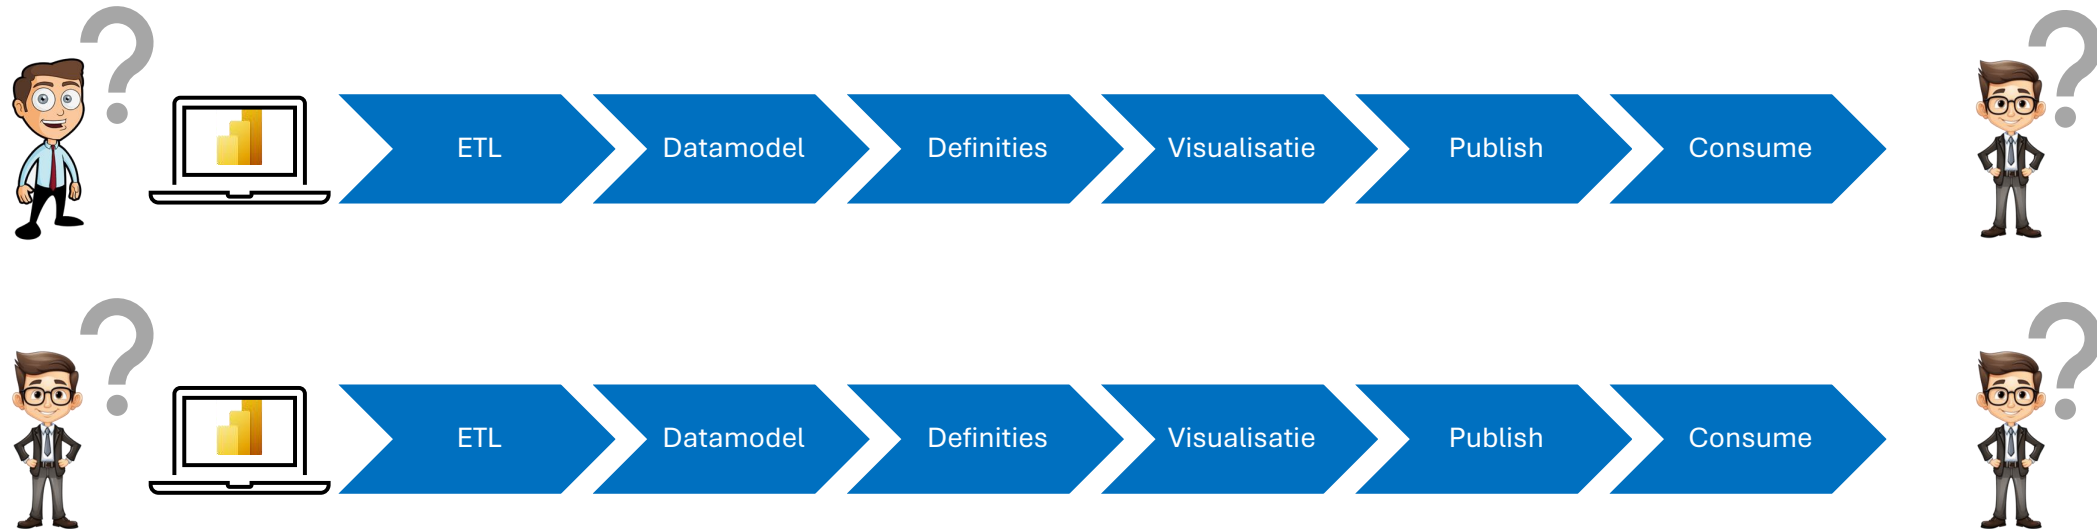 ?
?
ETL
Datamodel
Definities
Visualisatie
Publish
Consume
?
?
ETL
Datamodel
Definities
Visualisatie
Publish
Consume